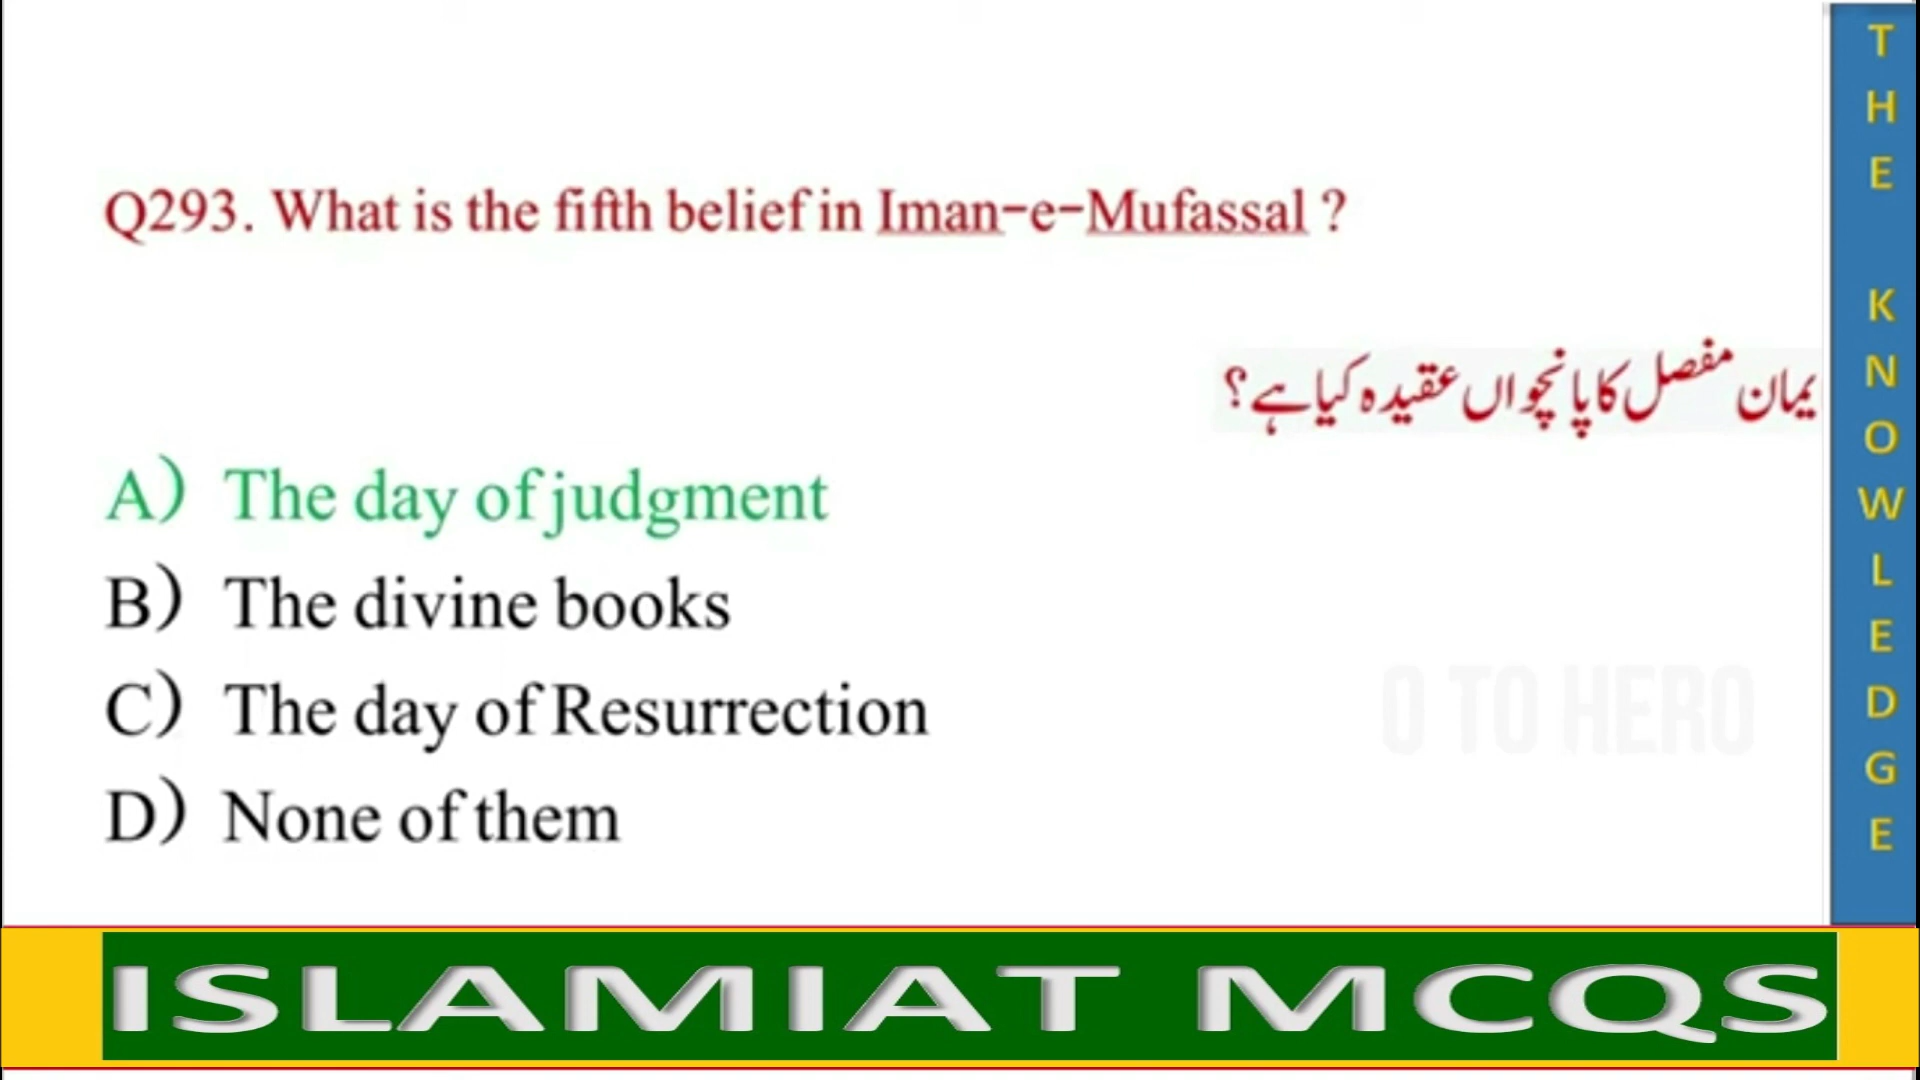 Q293. What is the fifth belief in Iman-e-Mufassal ?
یمان مفصل کا پانچواں عقیدہ کیا ہے؟
A) The day of judgment
B) The divine books
C) The day of Resurrection
D) None of them
0 TO HERO
THE KNOWLEDGE
ISLAMIAT MCQS